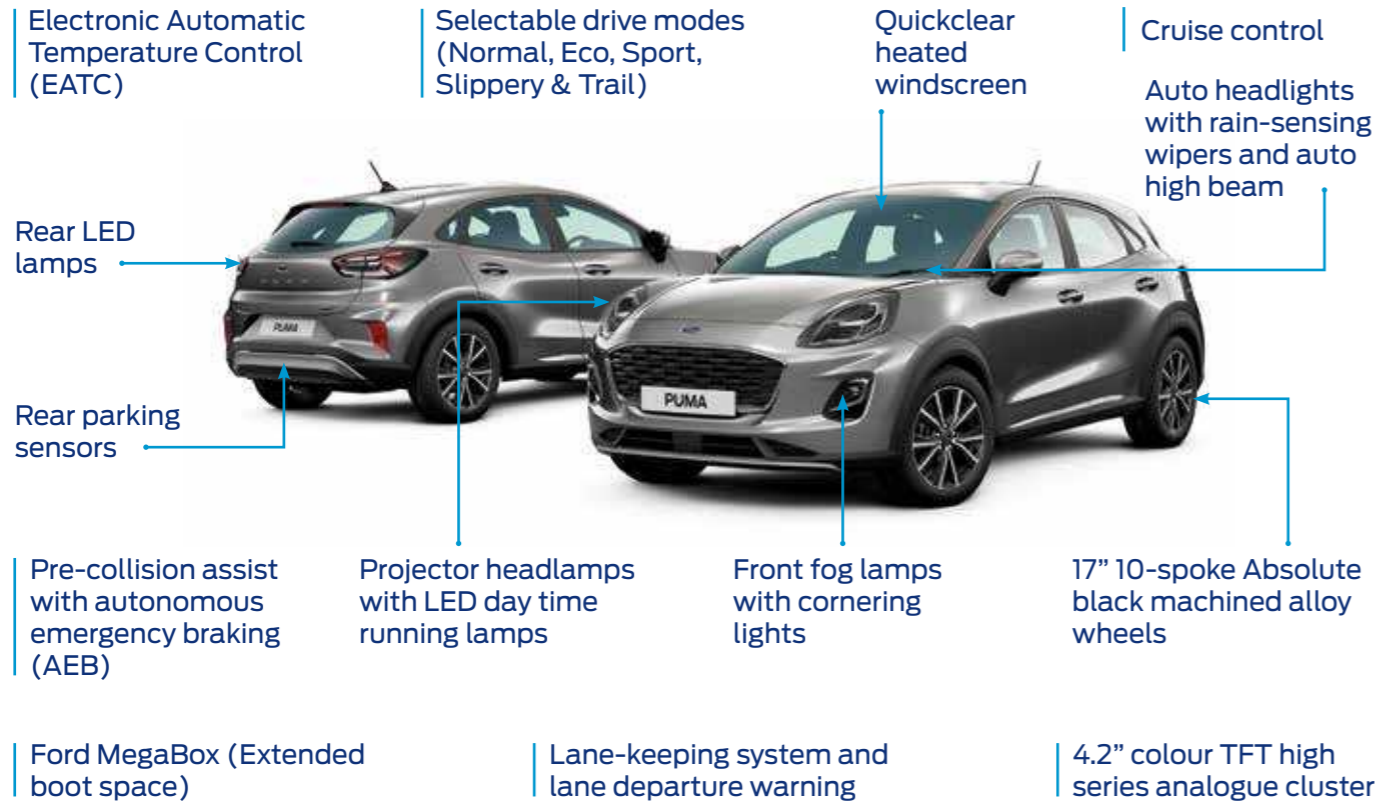 Electronic Automatic
Temperature Control
(EATC)
Selectable drive modes
(Normal, Eco, Sport,
Slippery & Trail)
Quickclear
heated
windscreen
Cruise control
Auto headlights
with rain-sensing
wipers and auto
high beam
Rear LED
lamps
PUMA
PUMA
Rear parking
sensors
Pre-collision assist
with autonomous
emergency braking
(AEB)
Projector headlamps
with LED day time
running lamps
Front fog lamps
with cornering
lights
17” 10-spoke Absolute
black machined alloy
wheels
Ford MegaBox (Extended
boot space)
Lane-keeping system and
lane departure warning
4.2” colour TFT high
series analogue cluster